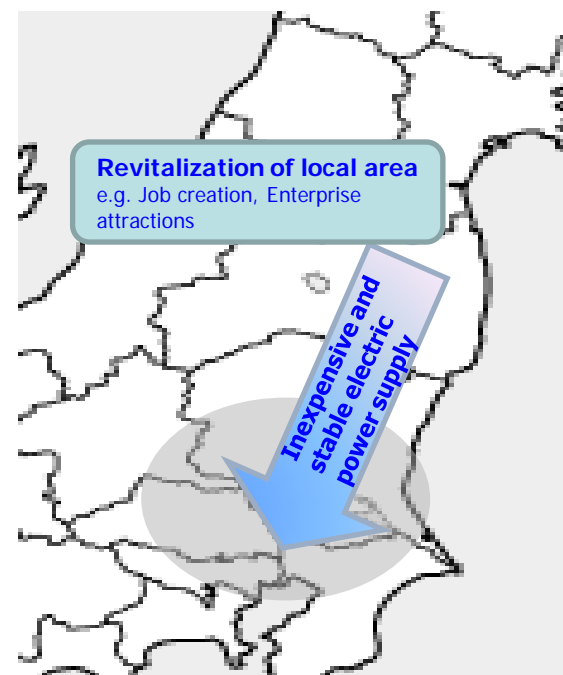 Revitalization of local area
e.g. Job creation, Enterprise
attractions
Inexpensive and
stable electric
power supply